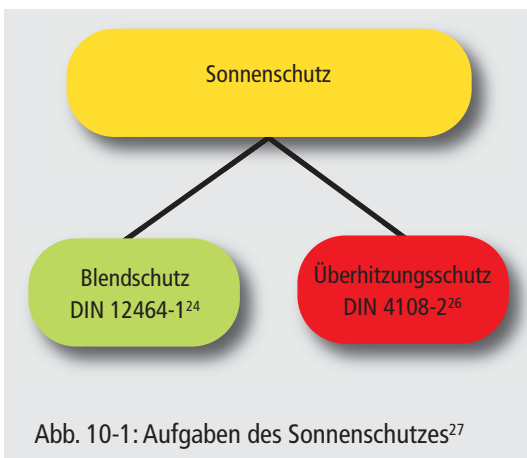 Sonnenschutz
Blendschutz
DIN 12464-1²⁴
Überhitzungsschutz
DIN 4108-2²⁶
Abb. 10-1: Aufgaben des Sonnenschutzes²⁷